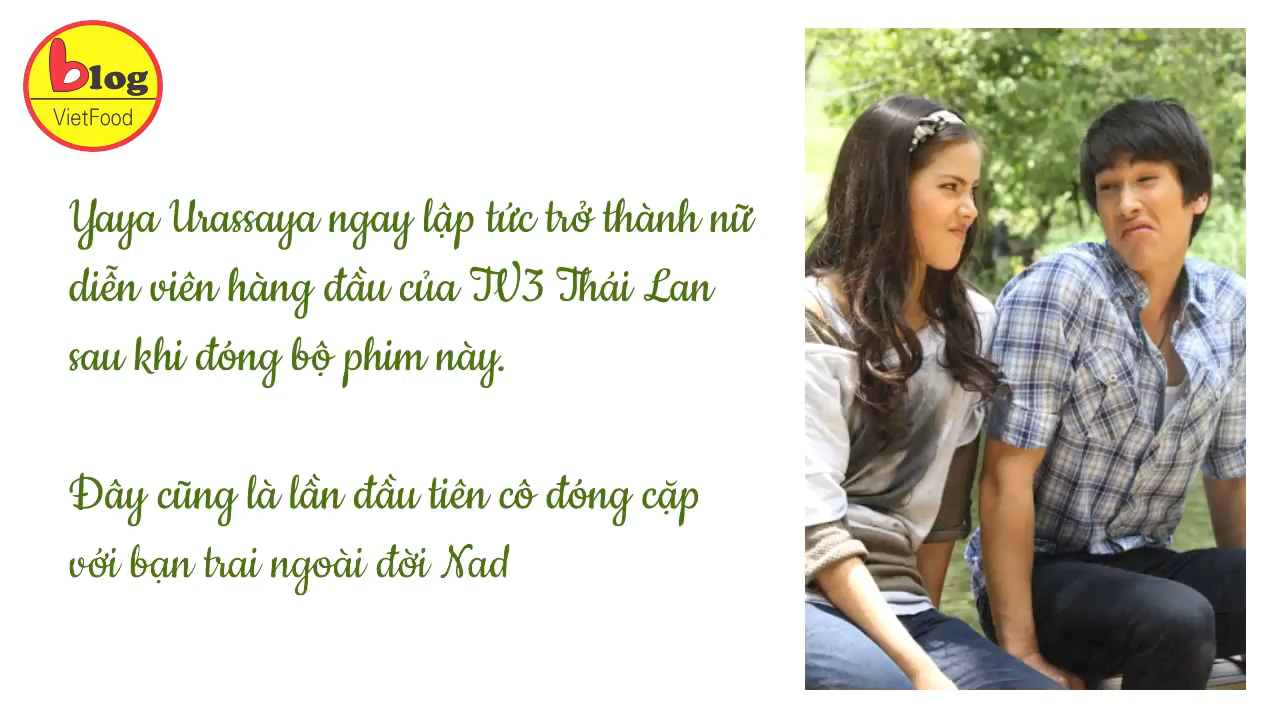 blog
VietFood
Yaya Urassaya ngay lập tức trở thành nữ
diễn viên hàng đầu của TV3 Thái Lan
sau khi đóng bộ phim này.
Đây cũng là lần đầu tiên cô đóng cặp
với bạn trai ngoài đời Nad